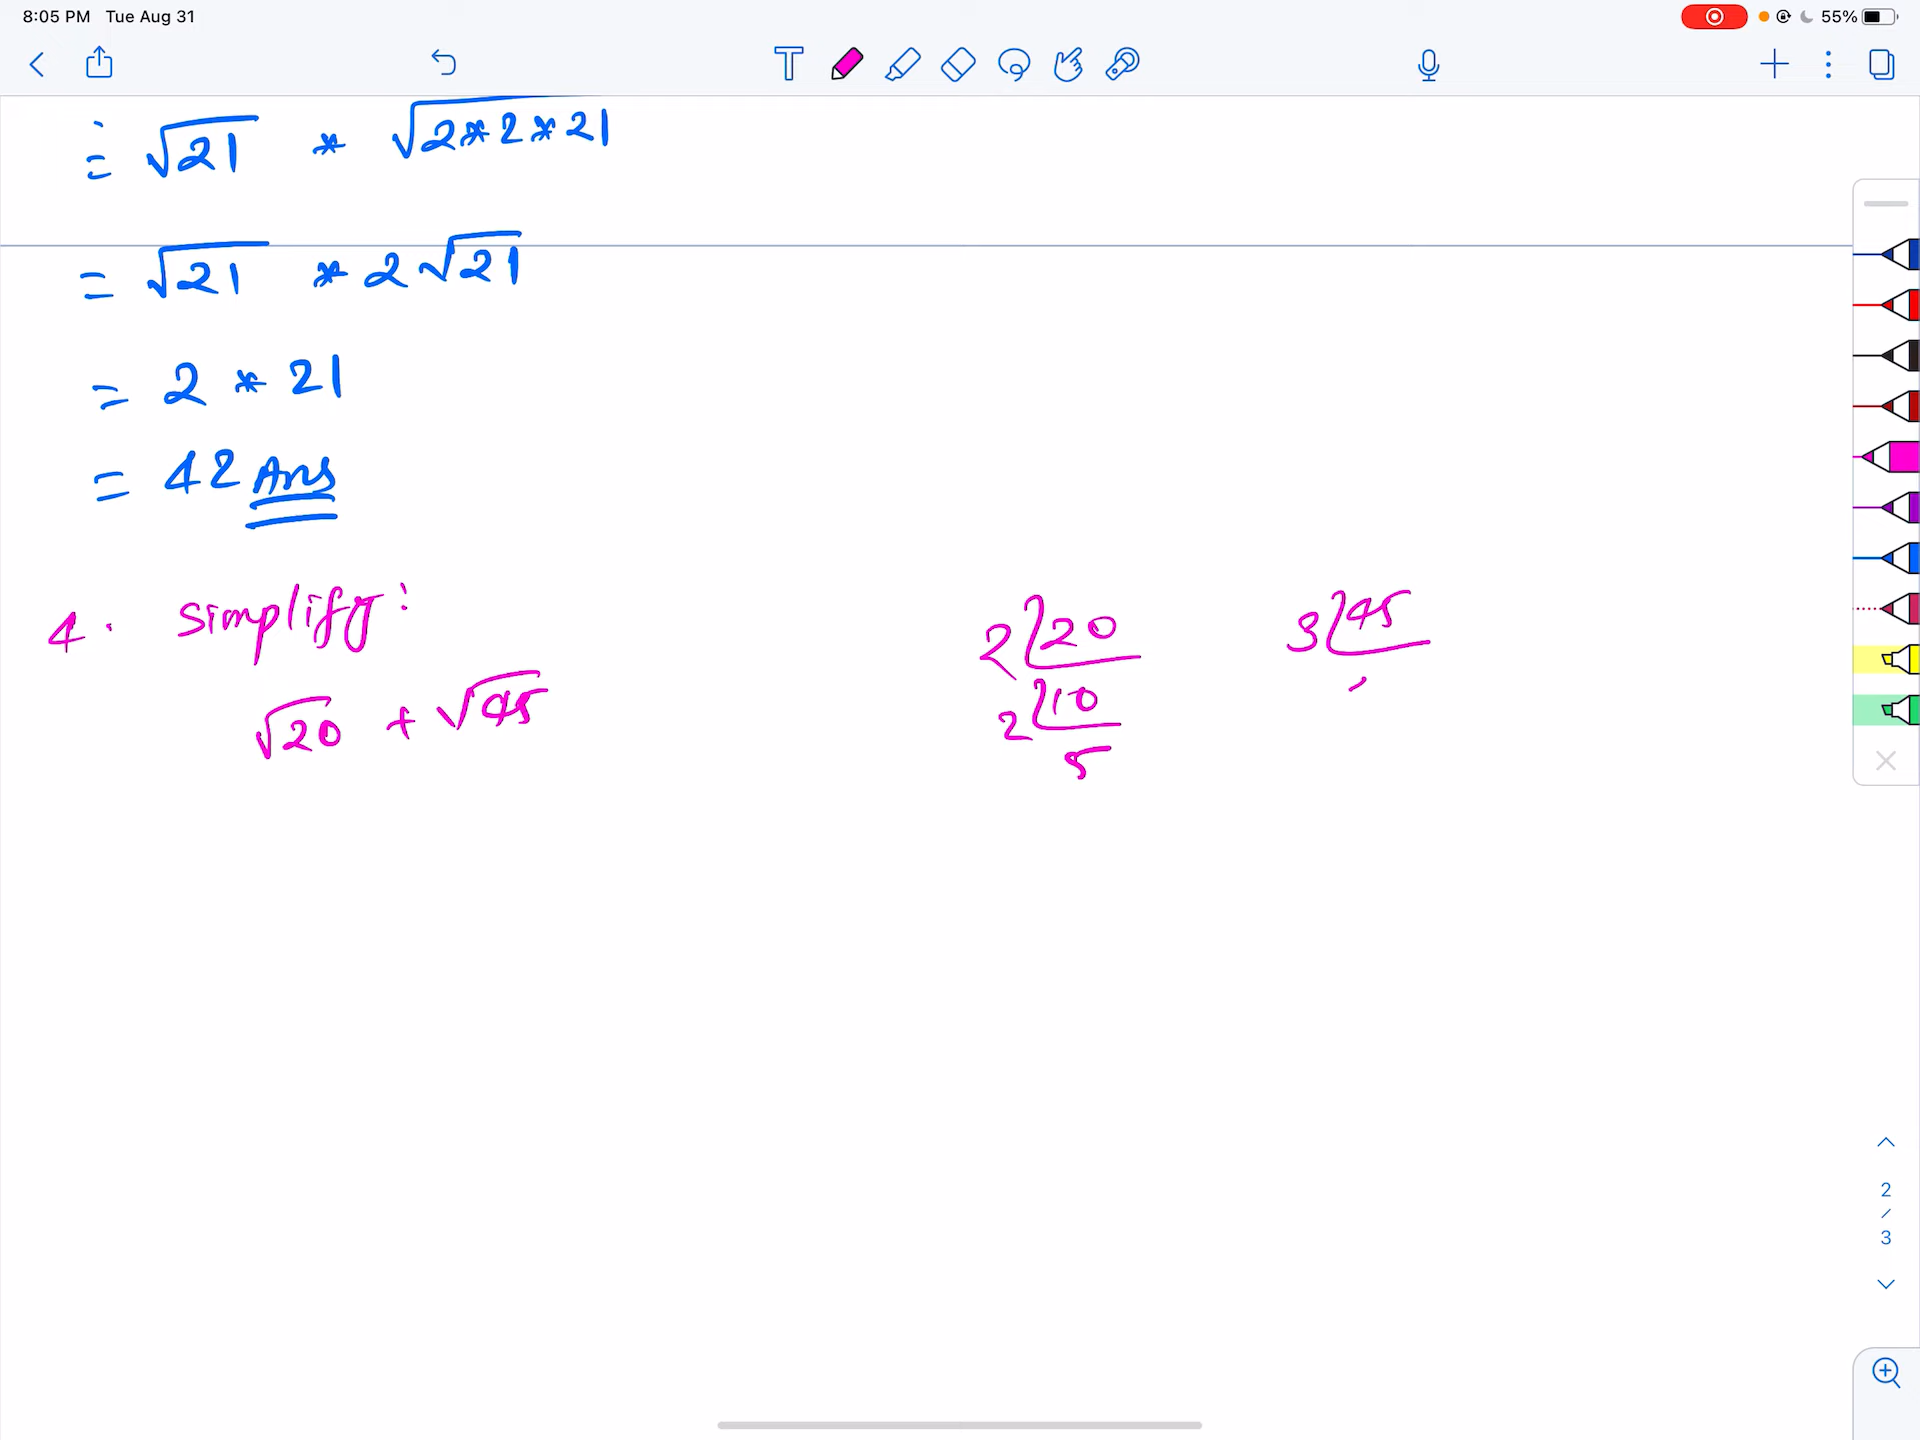 8:05 PM Tue Aug 31
55%
T
= √21 * √2*2*21
= √21 * 2√21
= 2 * 21
= 42 Ans
4. Simplify:
√20 + √45
2 20
2 10
5
3 45
2
/
3